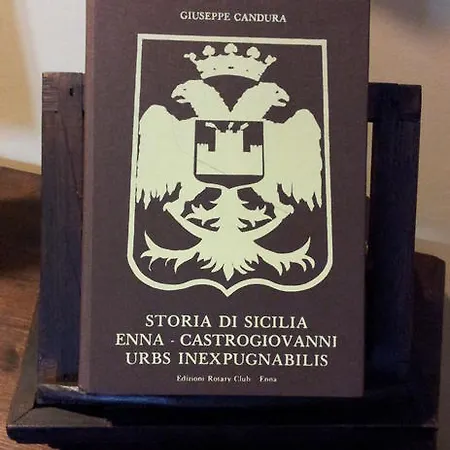 GIUSEPPE CANDURA
STORIA DI SICILIA
ENNA - CASTROGIOVANNI
URBS INEXPUGNABILIS
Edizioni Rotary Club Enna